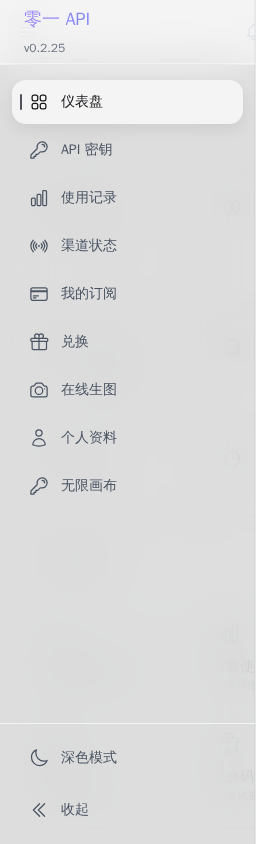 零一 API
v0.2.25
仪表盘
API 密钥
使用记录
渠道状态
我的订阅
兑换
在线生图
个人资料
无限画布
深色模式
收起